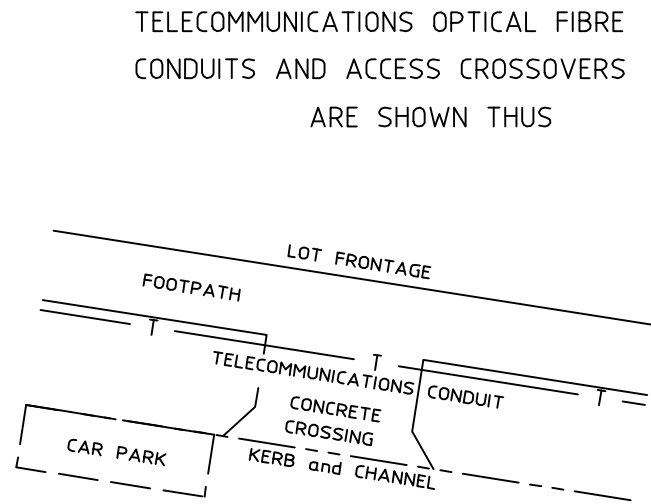 TELECOMMUNICATIONS OPTICAL FIBRE
CONDUITS AND ACCESS CROSSOVERS
ARE SHOWN THUS
LOT FRONTAGE
FOOTPATH
T
T
T
TELECOMMUNICATIONS CONDUIT
CONCRETE
CROSSING
CAR PARK
KERB and CHANNEL